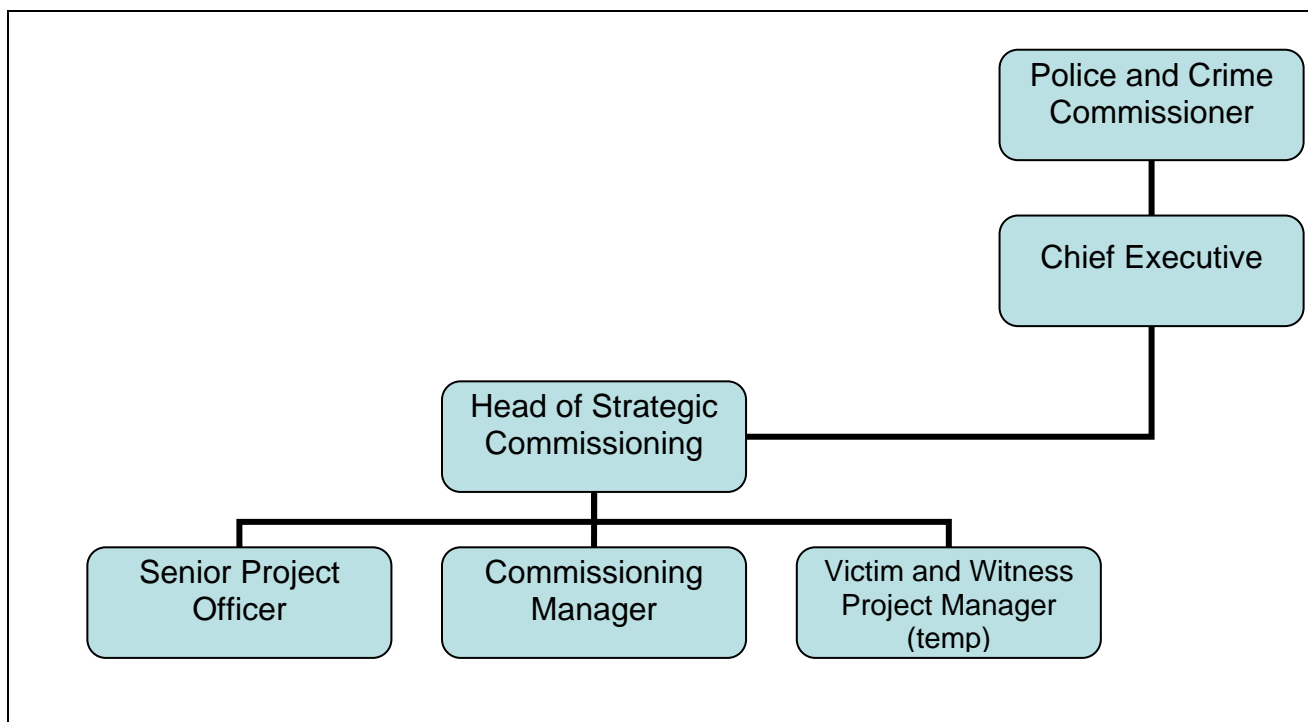 Police and Crime
Commissioner
Chief Executive
Head of Strategic
Commissioning
Senior Project
Officer
Commissioning
Manager
Victim and Witness
Project Manager
(temp)